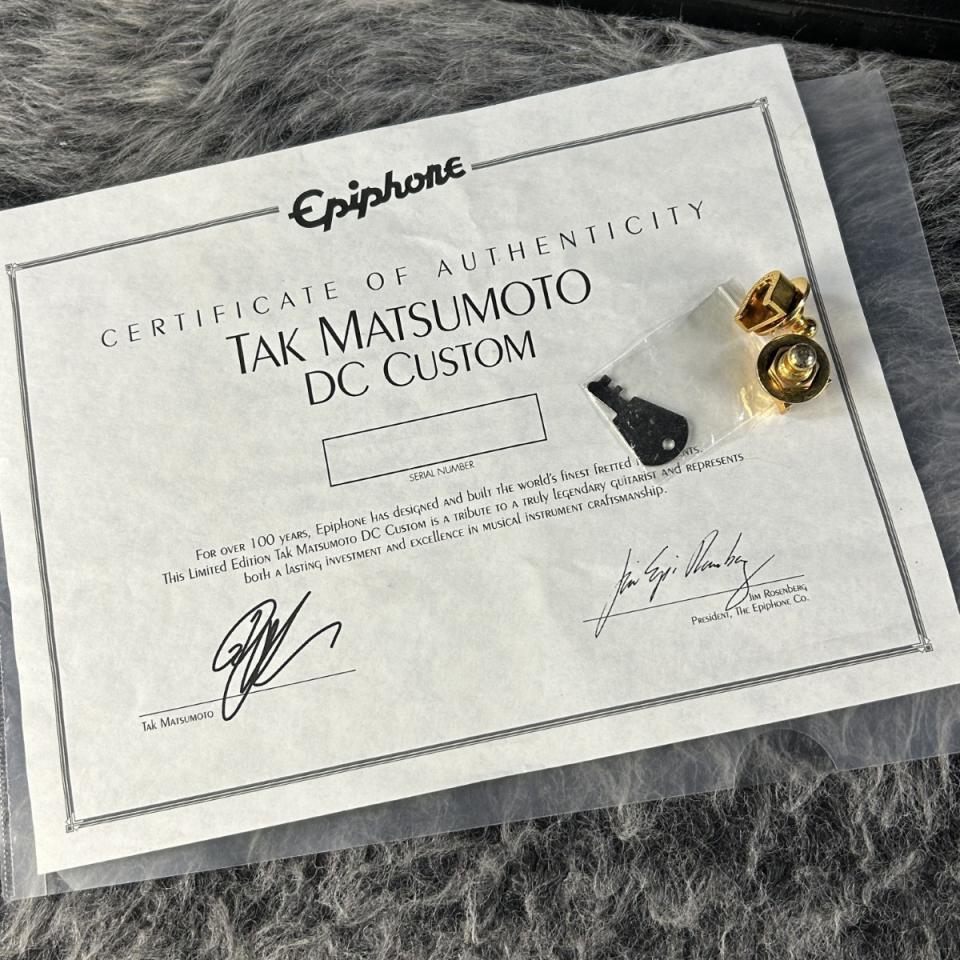 Epiphone
CERTIFICATE OF AUTHENTICITY
TAK MATSUMOTO
DC CUSTOM
SERIAL NUMBER
FOR OVER 100 YEARS, EPIPHONE HAS DESIGNED AND BUILT THE WORLD'S FINEST FRETTED
THIS LIMITED EDITION TAK MATSUMOTO DC CUSTOM IS A TRIBUTE TO A TRULY LEGENDARY GUITARIST AND REPRESENTS
BOTH A LASTING INVESTMENT AND EXCELLENCE IN MUSICAL INSTRUMENT CRAFTSMANSHIP.
TAK MATSUMOTO
JIM ROSENBERG
PRESIDENT, THE EPIPHONE CO.